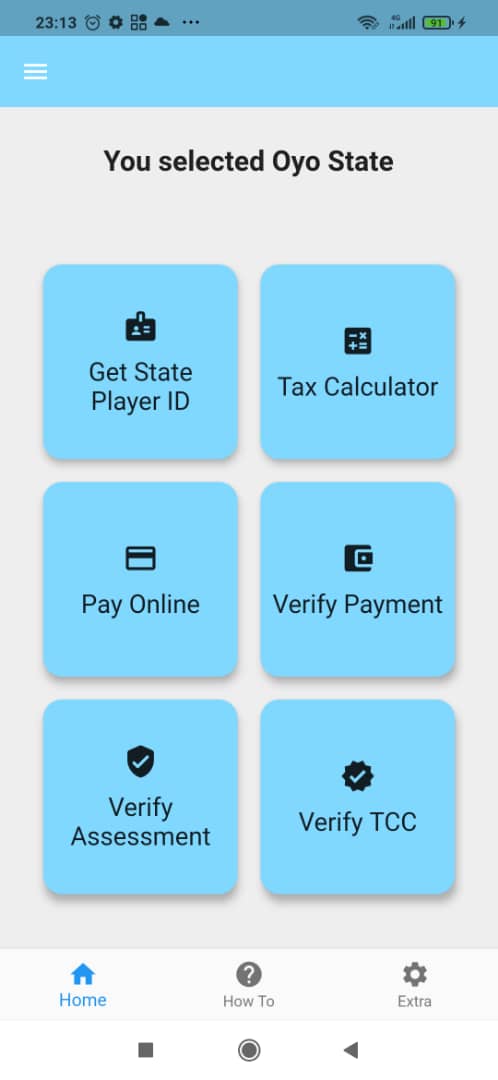 23:13
4G
91
You selected Oyo State
Get State
Player ID
Tax Calculator
Pay Online
Verify Payment
Verify
Assessment
Verify TCC
Home
How To
Extra